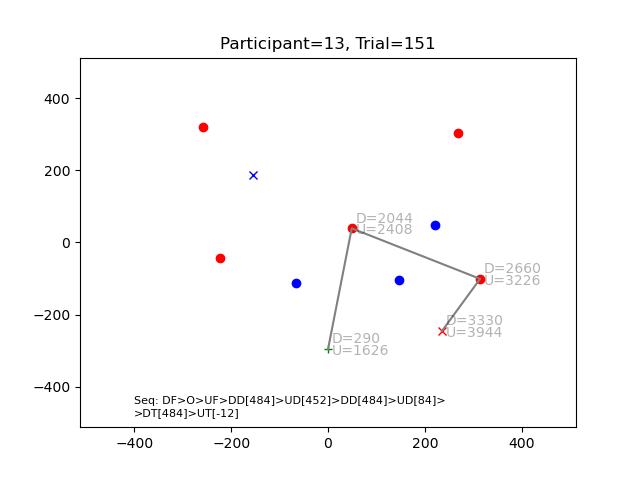 Participant=13, Trial=151
400
200
0
−200
−400
D=2044
U=2408
D=2660
U=3226
D=3330
U=3944
D=290
U=1626
Seq: DF>O>UF>DD[484]>UD[452]>DD[484]>UD[84]>
>DT[484]>UT[-12]
−400
−200
0
200
400